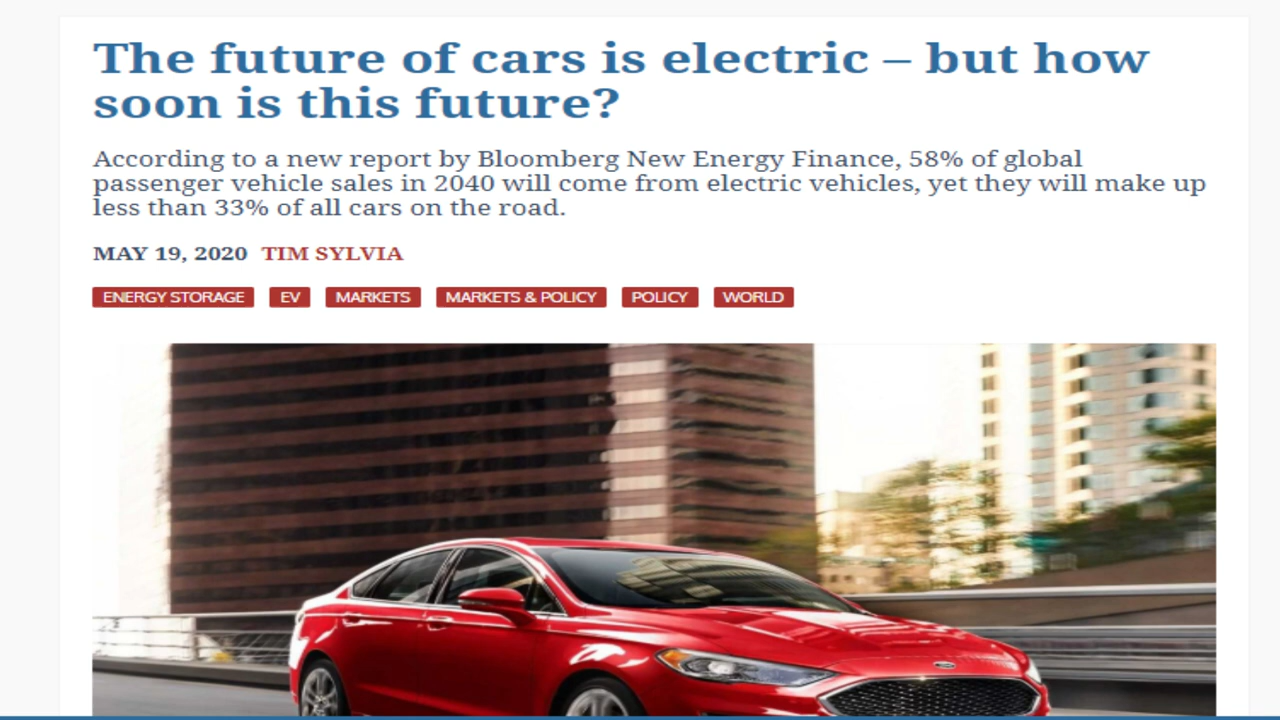 The future of cars is electric – but how
soon is this future?
According to a new report by Bloomberg New Energy Finance, 58% of global
passenger vehicle sales in 2040 will come from electric vehicles, yet they will make up
less than 33% of all cars on the road.
MAY 19, 2020 TIM SYLVIA
ENERGY STORAGE EV MARKETS MARKETS & POLICY POLICY WORLD